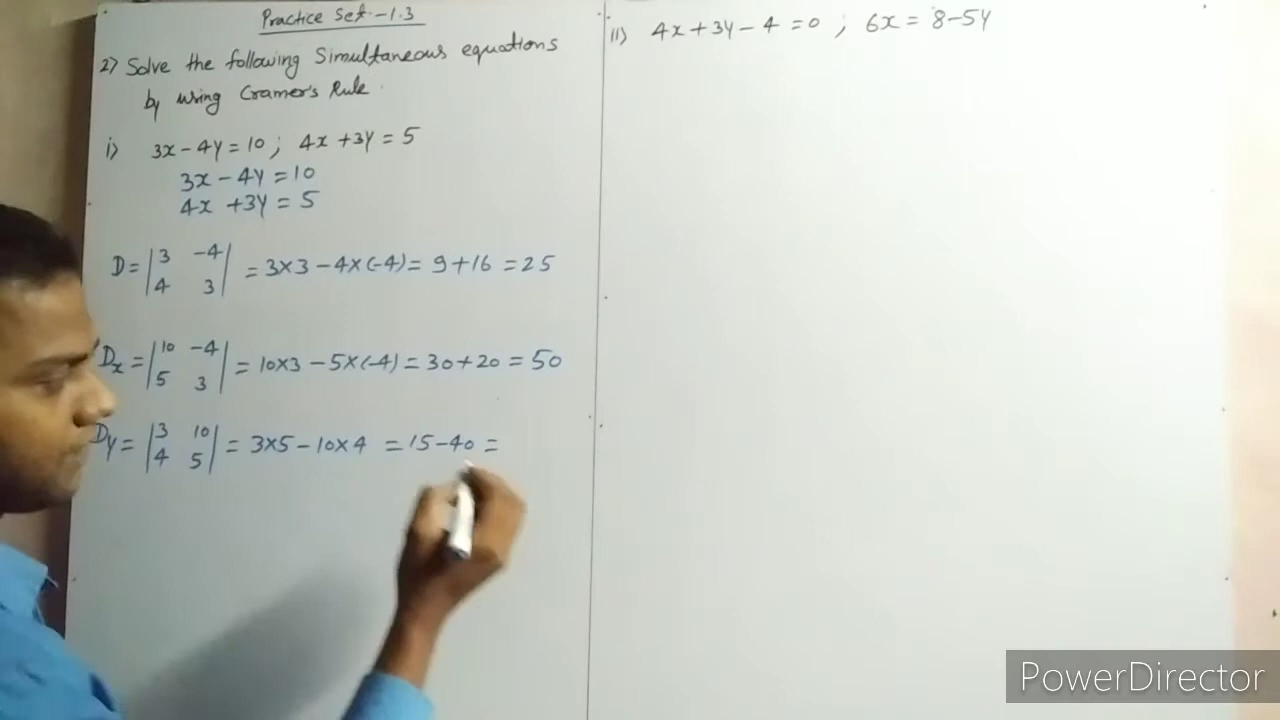 Practice Set-1.3
2) Solve the following Simultaneous equations
by using Cramer's Rule.
i) 3x - 4y = 10 ; 4x + 3y = 5
3x - 4y = 10
4x + 3y = 5
D = | 3 -4 | = 3×3 - 4×(-4) = 9 + 16 = 25
| 4 3 |
Dx = | 10 -4 | = 10×3 - 5×(-4) = 30 + 20 = 50
| 5 3 |
Dy = | 3 10 | = 3×5 - 10×4 = 15 - 40 =
| 4 5 |
ii) 4x + 3y - 4 = 0 ; 6x = 8 - 5y
PowerDirector